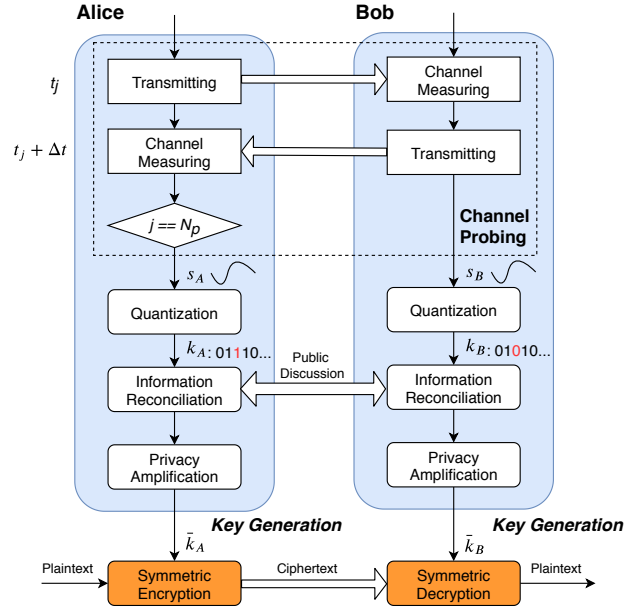 Alice
Bob
t_j
Transmitting
Channel
Measuring
t_j + Δt
Channel
Measuring
Transmitting
j == N_p
Channel
Probing
s_A
s_B
Quantization
Quantization
k_A: 01110...
k_B: 01010...
Public
Discussion
Information
Reconciliation
Information
Reconciliation
Privacy
Amplification
Privacy
Amplification
Key Generation
Key Generation
k̄_A
k̄_B
Plaintext
Symmetric
Encryption
Ciphertext
Symmetric
Decryption
Plaintext